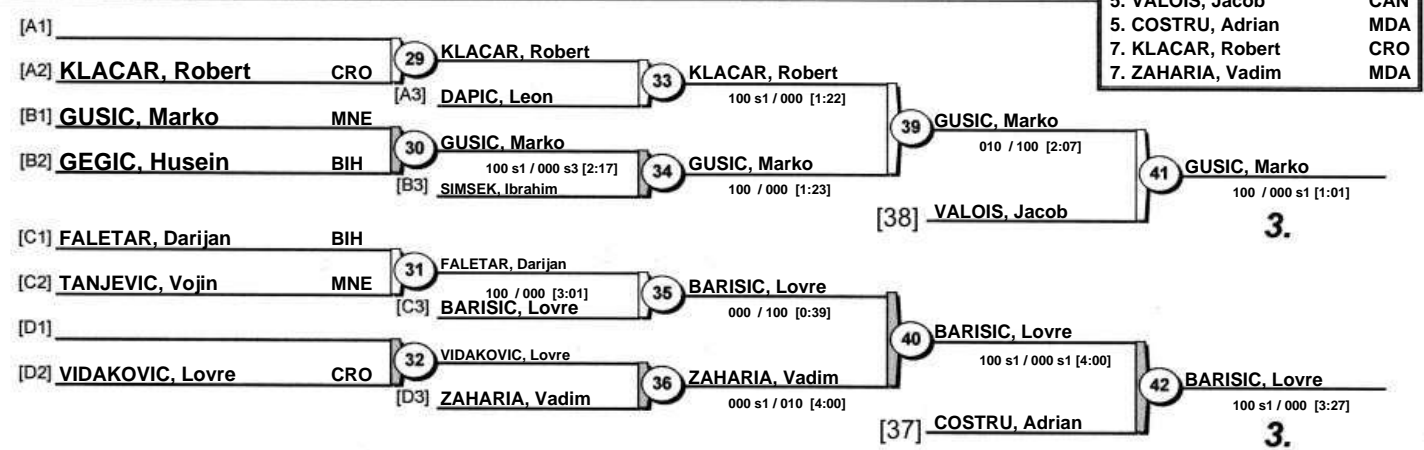 5. VALOIS, Jacob CAN
5. COSTRU, Adrian MDA
7. KLACAR, Robert CRO
7. ZAHARIA, Vadim MDA
[A1]
[A2] KLACAR, Robert CRO
29
KLACAR, Robert
[A3] DAPIC, Leon
33
KLACAR, Robert
100 s1 / 000 [1:22]
[B1] GUSIC, Marko MNE
[B2] GEGIC, Husein BIH
30
GUSIC, Marko
100 s1 / 000 s3 [2:17]
[B3] SIMSEK, Ibrahim
34
GUSIC, Marko
100 / 000 [1:23]
39
GUSIC, Marko
010 / 100 [2:07]
[38] VALOIS, Jacob
41
GUSIC, Marko
100 / 000 s1 [1:01]
3.
[C1] FALETAR, Darijan BIH
[C2] TANJEVIC, Vojin MNE
31
FALETAR, Darijan
100 / 000 [3:01]
[C3] BARISIC, Lovre
35
BARISIC, Lovre
000 / 100 [0:39]
[D1]
[D2] VIDAKOVIC, Lovre CRO
32
VIDAKOVIC, Lovre
[D3] ZAHARIA, Vadim
36
ZAHARIA, Vadim
000 s1 / 010 [4:00]
40
BARISIC, Lovre
100 s1 / 000 s1 [4:00]
[37] COSTRU, Adrian
42
BARISIC, Lovre
100 s1 / 000 [3:27]
3.